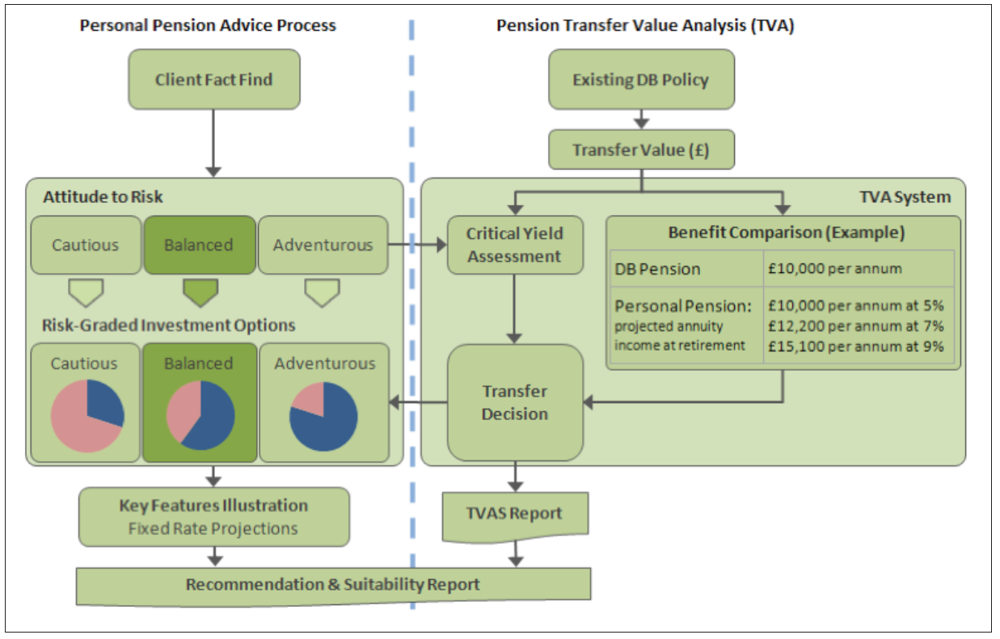 Personal Pension Advice Process
Pension Transfer Value Analysis (TVA)
Client Fact Find
Existing DB Policy
Transfer Value (£)
Attitude to Risk
Cautious
Balanced
Adventurous
Risk-Graded Investment Options
Cautious
Balanced
Adventurous
TVA System
Critical Yield
Assessment
Benefit Comparison (Example)
DB Pension
£10,000 per annum
Personal Pension:
projected annuity
income at retirement
£10,000 per annum at 5%
£12,200 per annum at 7%
£15,100 per annum at 9%
Transfer
Decision
Key Features Illustration
Fixed Rate Projections
TVAS Report
Recommendation & Suitability Report